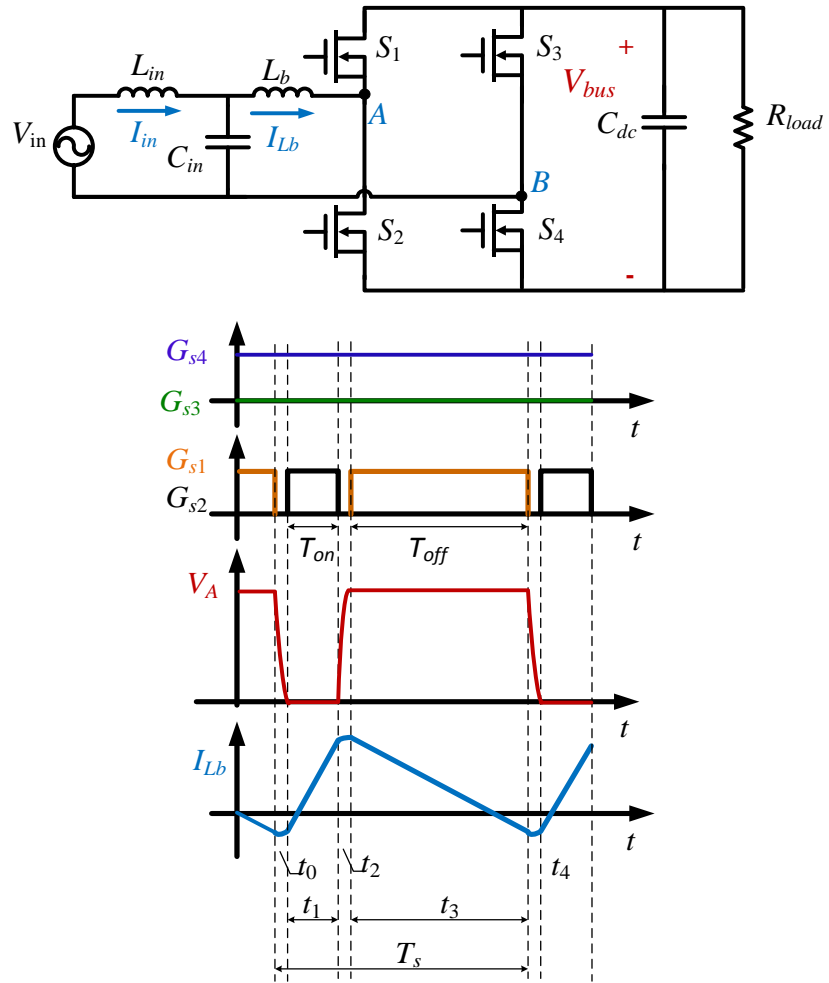 S1
S3
Lin
Lb
+
Vbus
A
Vin
Iin
Cin
ILb
Cdc
Rload
B
S2
S4
-
Gs4
Gs3
t
Gs1
Gs2
t
Ton
Toff
VA
t
ILb
t
t0
t2
t4
t1
t3
Ts